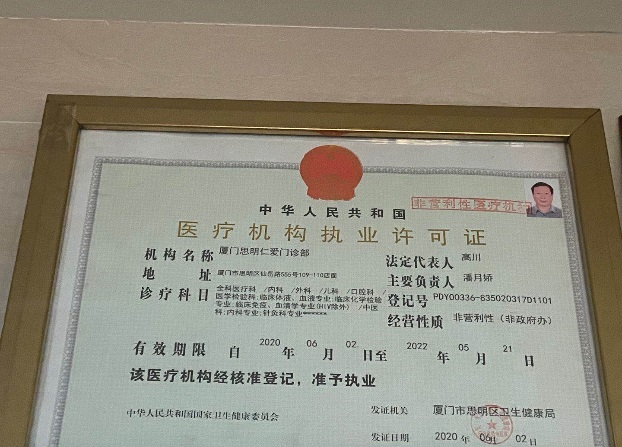 中华人民共和国
非营利性医疗机构
医疗机构执业许可证
机构名称 厦门思明仁爱门诊部
地址 厦门市思明区仙岳路555号109-110店面
诊疗科目 全科医疗科 /内科 /外科 /儿科 /口腔科 /
医学检验科;临床体液、血液专业;临床化学检验
专业;临床免疫、血清学专业(HIV除外) /中医
科;内科专业;针灸科专业******
法定代表人 高川
主要负责人 潘月娇
登记号 PDY00336-835020317D1101
经营性质 非营利性（非政府办）
有效期限 自 2020 年 06 月 02 日至 2022 年 05 月 21 日
该医疗机构经核准登记，准予执业
中华人民共和国国家卫生健康委员会
发证机关 厦门市思明区卫生健康局
发证日期 2020 年 06 月 02 日